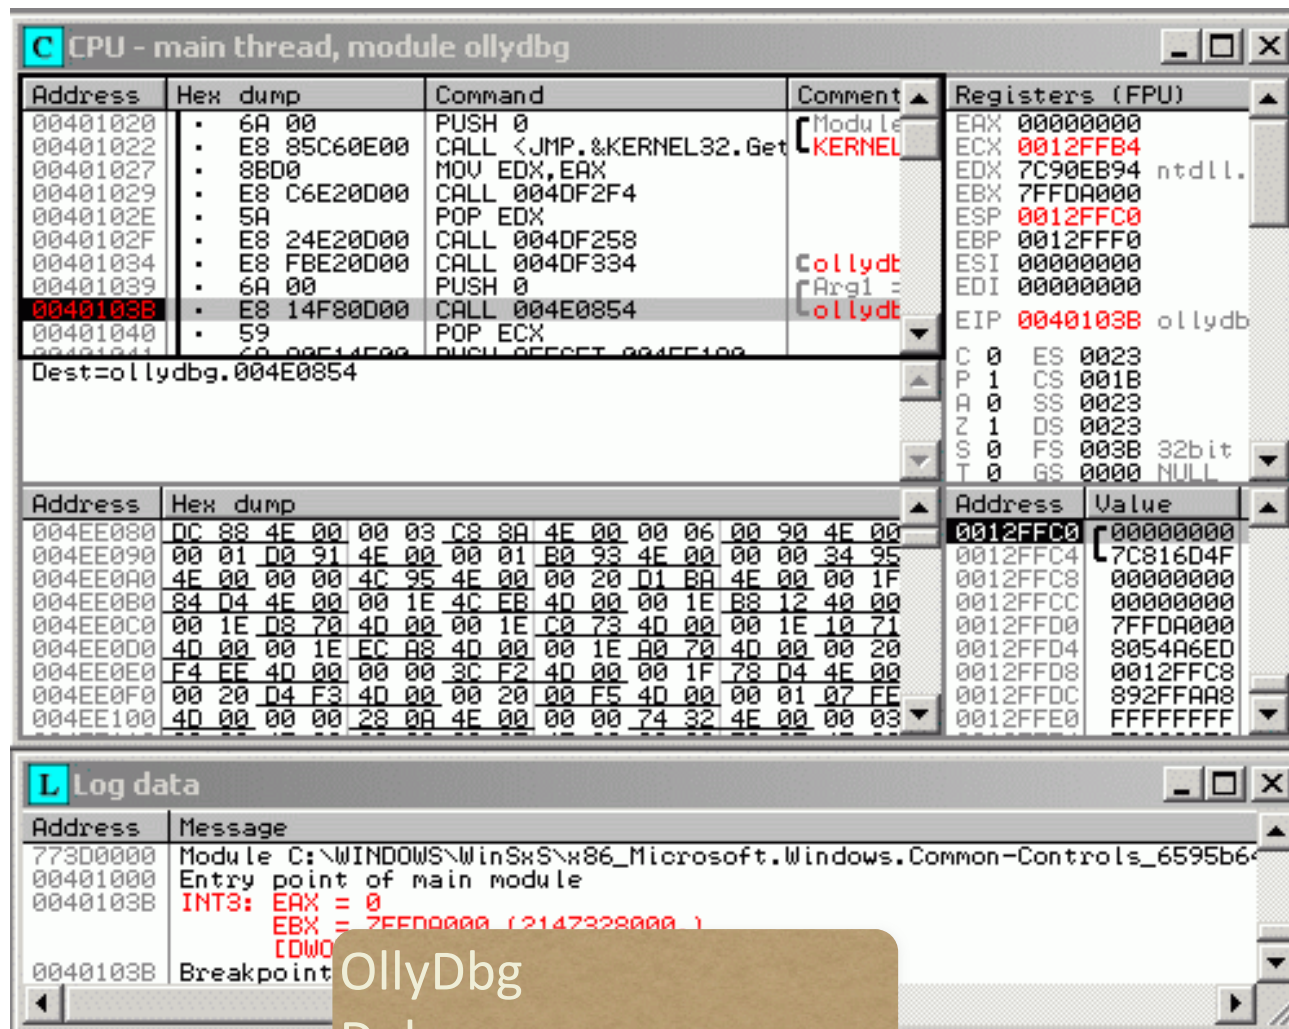 C CPU - main thread, module ollydbg
Address Hex dump Command Comment
00401020 · 6A 00 PUSH 0 Module
00401022 · E8 85C60E00 CALL <JMP.&KERNEL32.Get KERNEL
00401027 · 8BD0 MOV EDX,EAX
00401029 · E8 C6E20D00 CALL 004DF2F4
0040102E · 5A POP EDX
0040102F · E8 24E20D00 CALL 004DF258
00401034 · E8 FBE20D00 CALL 004DF334 ollydb
00401039 · 6A 00 PUSH 0 Arg1 =
0040103B · E8 14F80D00 CALL 004E0854 ollydb
00401040 · 59 POP ECX
Dest=ollydbg.004E0854
Registers (FPU)
EAX 00000000
ECX 0012FFB4
EDX 7C90EB94 ntdll.
EBX 7FFDA000
ESP 0012FFC0
EBP 0012FFF0
ESI 00000000
EDI 00000000
EIP 0040103B ollydb
C 0 ES 0023
P 1 CS 001B
A 0 SS 0023
Z 1 DS 0023
S 0 FS 003B 32bit
T 0 GS 0000 NULL
Address Hex dump
004EE080 DC 88 4E 00 00 03 C8 8A 4E 00 00 06 00 90 4E 00
004EE090 00 01 D0 91 4E 00 00 01 B0 93 4E 00 00 00 34 95
004EE0A0 4E 00 00 00 4C 95 4E 00 00 20 D1 BA 4E 00 00 1F
004EE0B0 84 D4 4E 00 00 1E 4C EB 4D 00 00 1E B8 12 40 00
004EE0C0 00 1E D8 70 4D 00 00 1E C0 73 4D 00 00 1E 10 71
004EE0D0 4D 00 00 1E EC A8 4D 00 00 1E A0 70 4D 00 00 20
004EE0E0 F4 EE 4D 00 00 00 3C F2 4D 00 00 1F 78 D4 4E 00
004EE0F0 00 20 D4 F3 4D 00 00 20 00 F5 4D 00 00 01 07 FE
004EE100 4D 00 00 00 28 0A 4E 00 00 00 74 32 4E 00 00 03
Address Value
0012FFC0 00000000
0012FFC4 7C816D4F
0012FFC8 00000000
0012FFCC 00000000
0012FFD0 7FFDA000
0012FFD4 8054A6ED
0012FFD8 0012FFC8
0012FFDC 892FFAA8
0012FFE0 FFFFFFFF
L Log data
Address Message
773D0000 Module C:\WINDOWS\WinSxS\x86_Microsoft.Windows.Common-Controls_6595b64
00401000 Entry point of main module
0040103B INT3: EAX = 0
EBX = 7FFDA000 (2147328000.)
[DWO
0040103B Breakpoint
OllyDbg